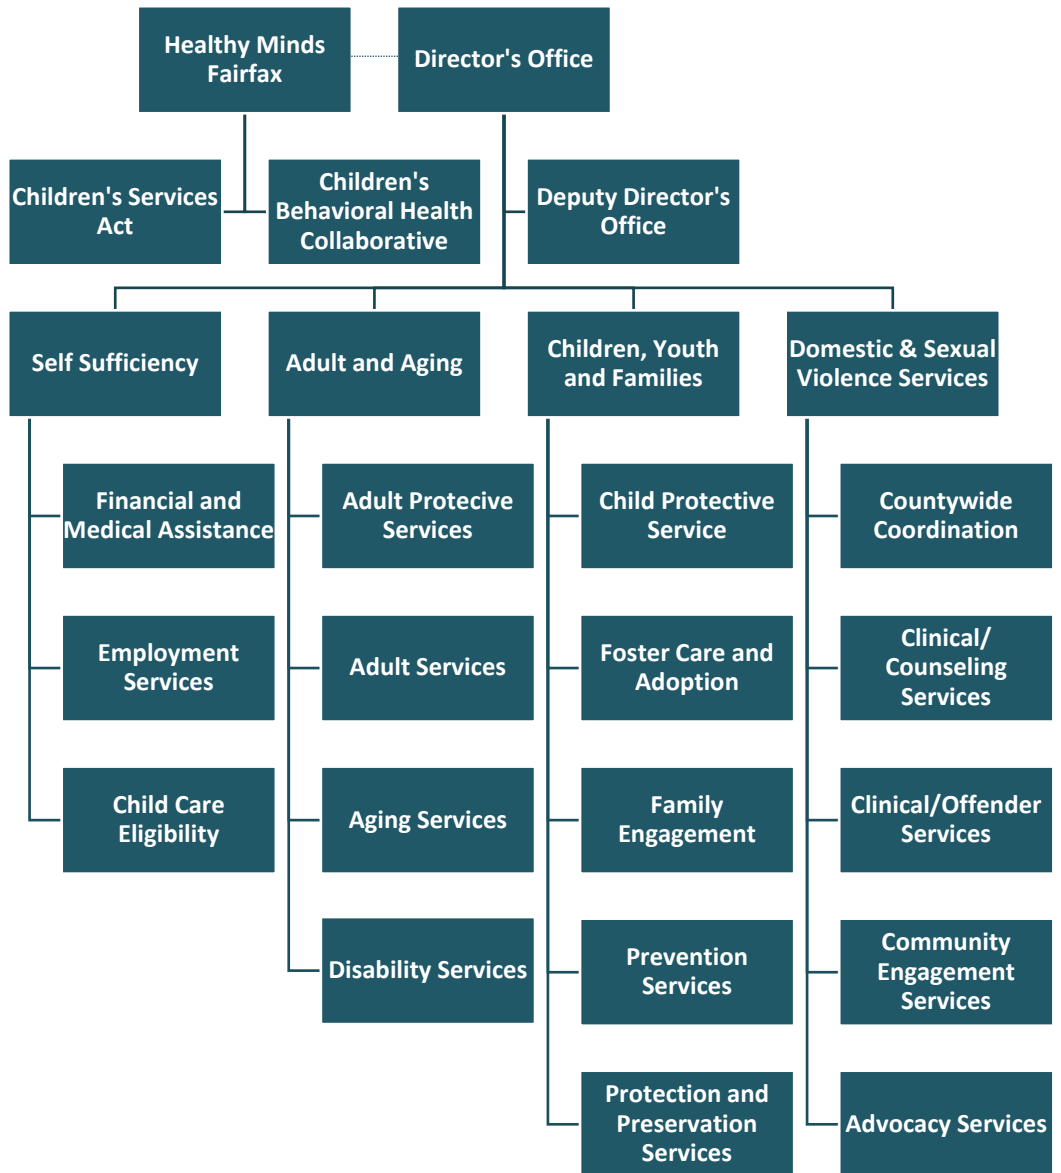 Healthy Minds
Fairfax
Director's Office
Children's Services
Act
Children's
Behavioral Health
Collaborative
Deputy Director's
Office
Self Sufficiency
Adult and Aging
Children, Youth
and Families
Domestic & Sexual
Violence Services
Financial and
Medical Assistance
Adult Protecive
Services
Child Protective
Service
Countywide
Coordination
Employment
Services
Adult Services
Foster Care and
Adoption
Clinical/
Counseling
Services
Child Care
Eligibility
Aging Services
Family
Engagement
Clinical/Offender
Services
Disability Services
Prevention
Services
Community
Engagement
Services
Protection and
Preservation
Services
Advocacy Services